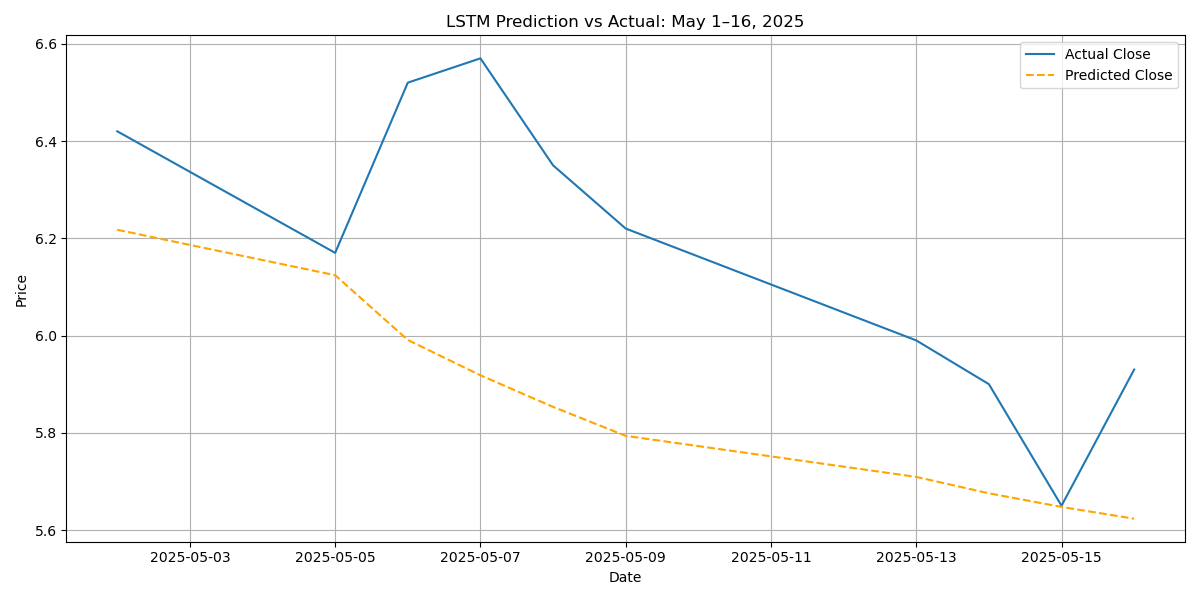 LSTM Prediction vs Actual: May 1–16, 2025
Actual Close
Predicted Close
Price
6.6
6.4
6.2
6.0
5.8
5.6
2025-05-03 2025-05-05 2025-05-07 2025-05-09 2025-05-11 2025-05-13 2025-05-15
Date